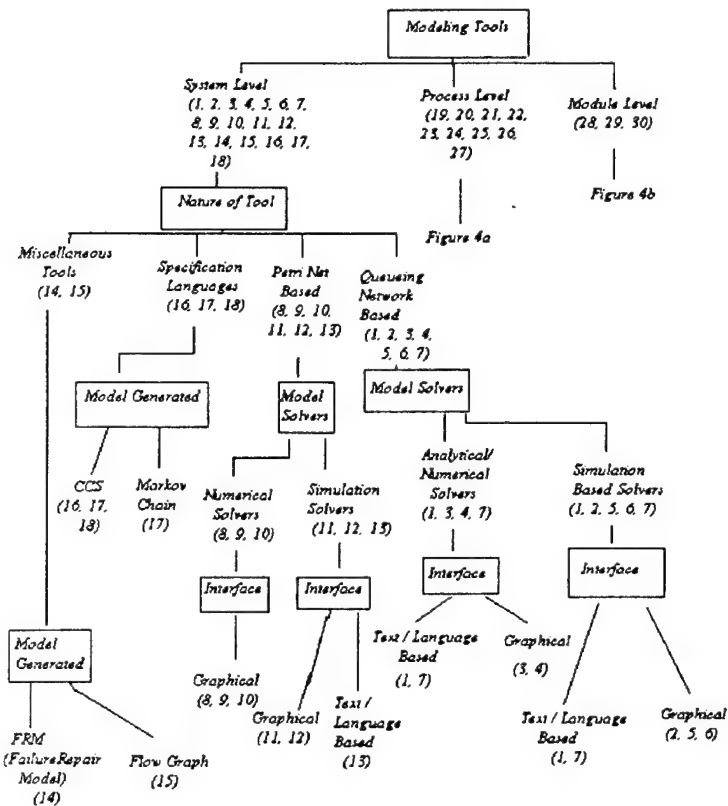 Modeling Tools
System Level
(1, 2, 3, 4, 5, 6, 7,
8, 9, 10, 11, 12,
13, 14, 15, 16, 17,
18)
Process Level
(19, 20, 21, 22,
23, 24, 25, 26,
27)
Module Level
(28, 29, 30)
Nature of Tool
Figure 4a
Figure 4b
Miscellaneous
Tools
(14, 15)
Specification
Languages
(16, 17, 18)
Petri Net
Based
(8, 9, 10,
11, 12, 13)
Queueing
Network
Based
(1, 2, 3, 4,
5, 6, 7)
Model Generated
Model
Solvers
Model Solvers
CCS
(16, 17,
18)
Markov
Chain
(17)
Numerical
Solvers
(8, 9, 10)
Simulation
Solvers
(11, 12, 13)
Analytical/
Numerical
Solvers
(1, 3, 4, 7)
Simulation
Based Solvers
(1, 2, 5, 6, 7)
Interface
Interface
Interface
Interface
Model
Generated
Graphical
(8, 9, 10)
Graphical
(11, 12)
Text /
Language
Based
(13)
Text / Language
Based
(1, 7)
Graphical
(3, 4)
Text / Language
Based
(1, 7)
Graphical
(2, 5, 6)
FRM
(FailureRepair
Model)
(14)
Flow Graph
(15)